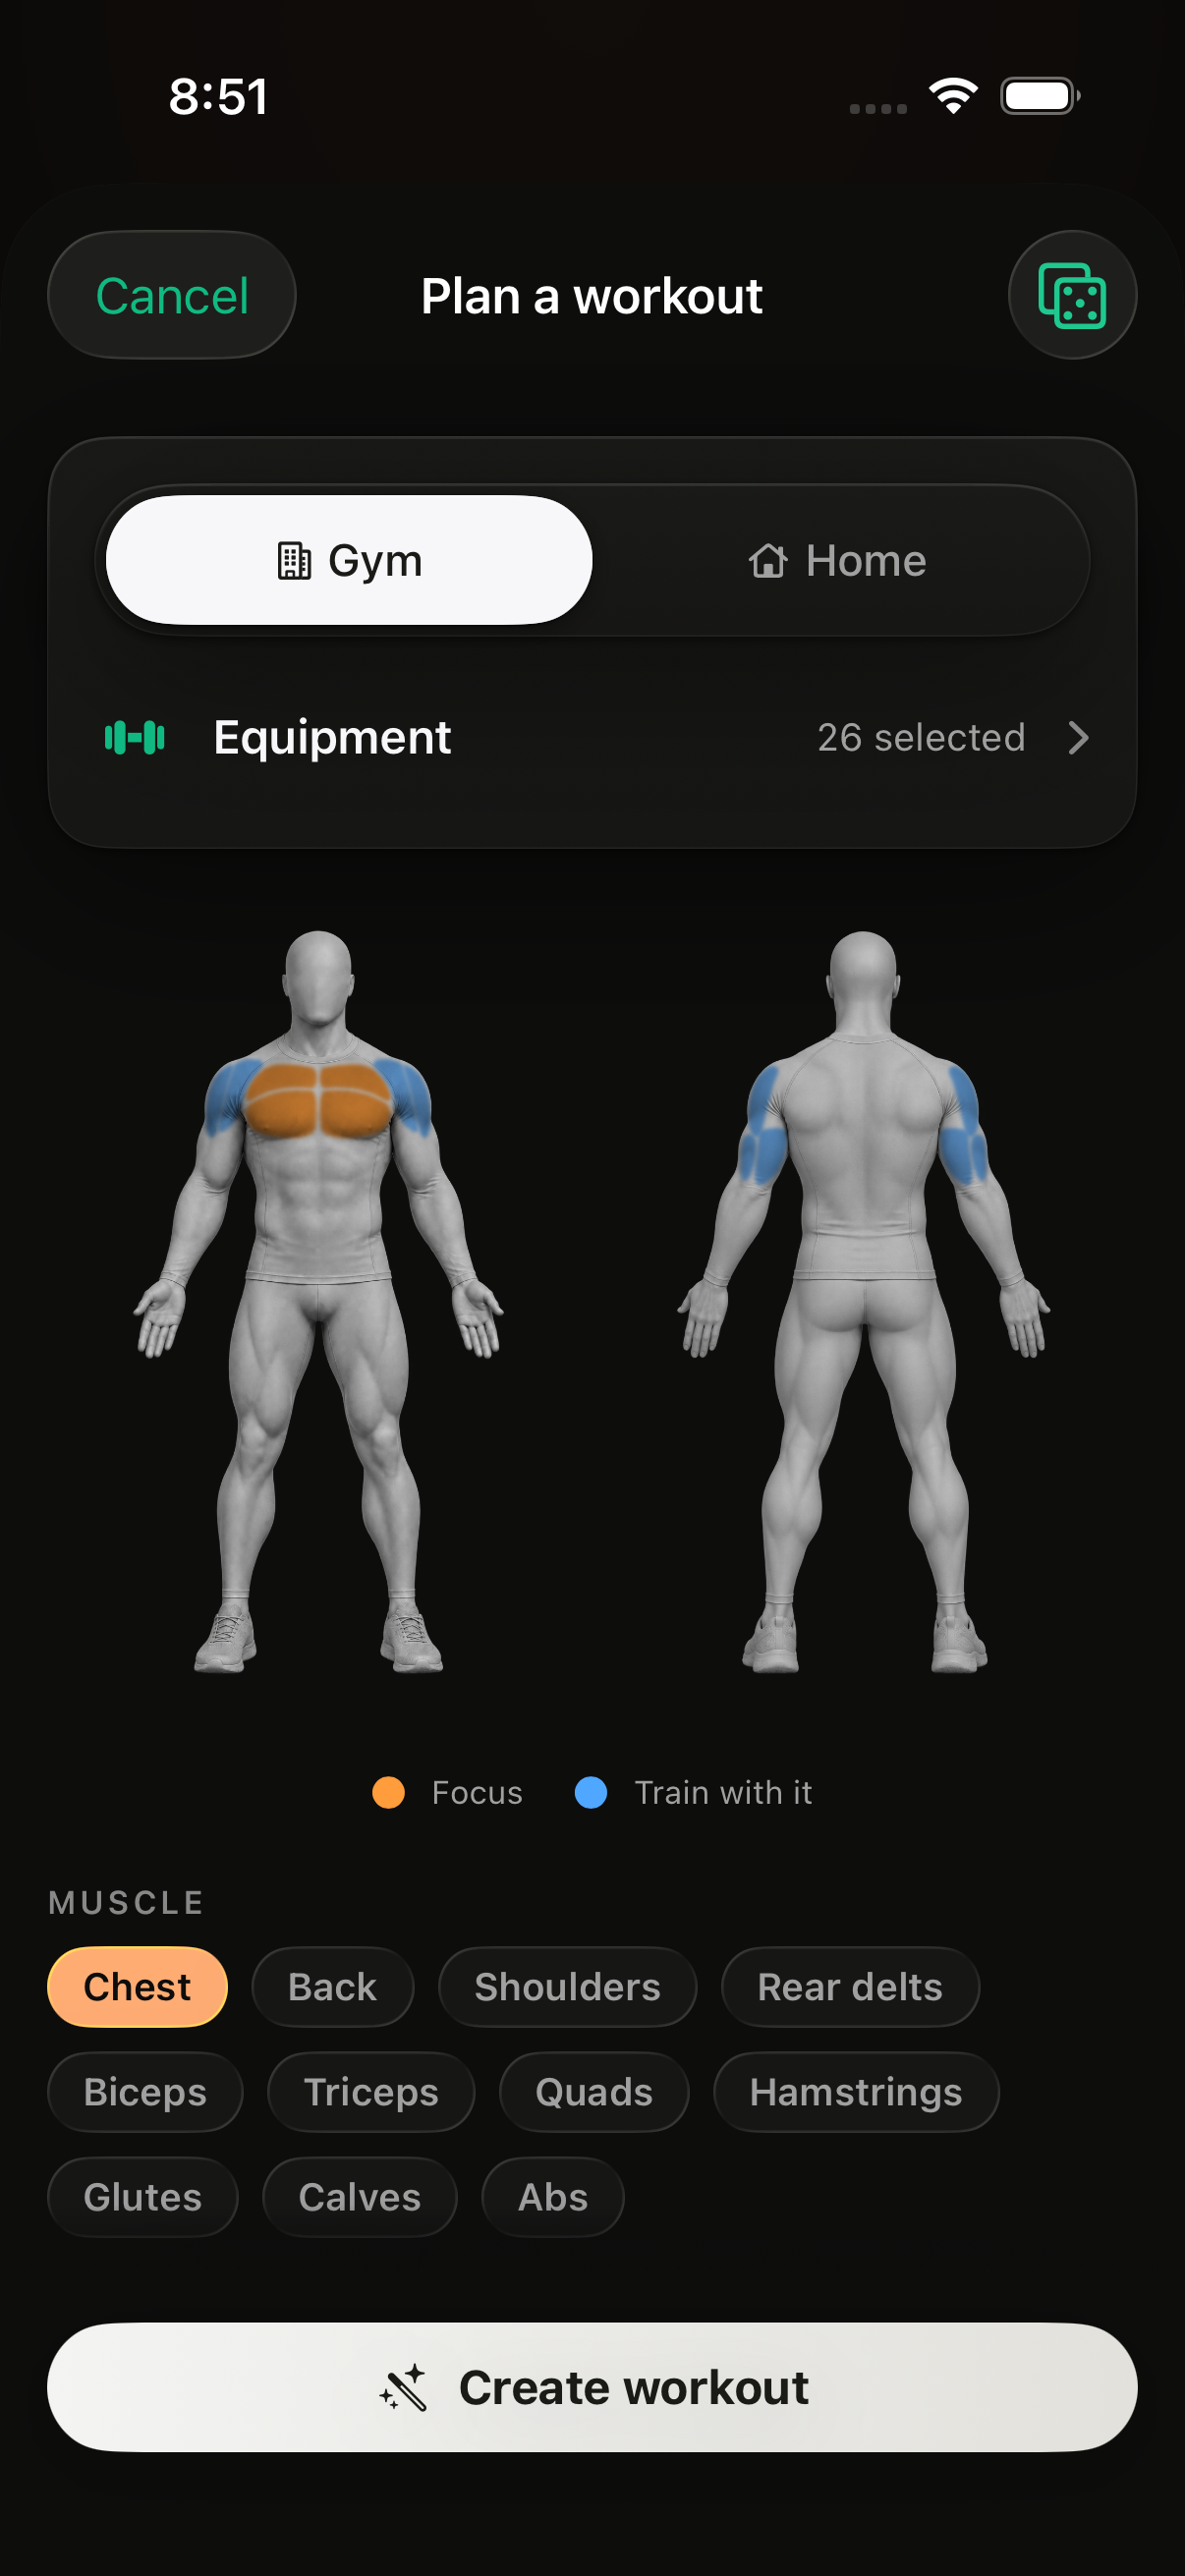 8:51
Cancel
Plan a workout
Gym
Home
Equipment
26 selected
Focus
Train with it
MUSCLE
Chest
Back
Shoulders
Rear delts
Biceps
Triceps
Quads
Hamstrings
Glutes
Calves
Abs
Create workout